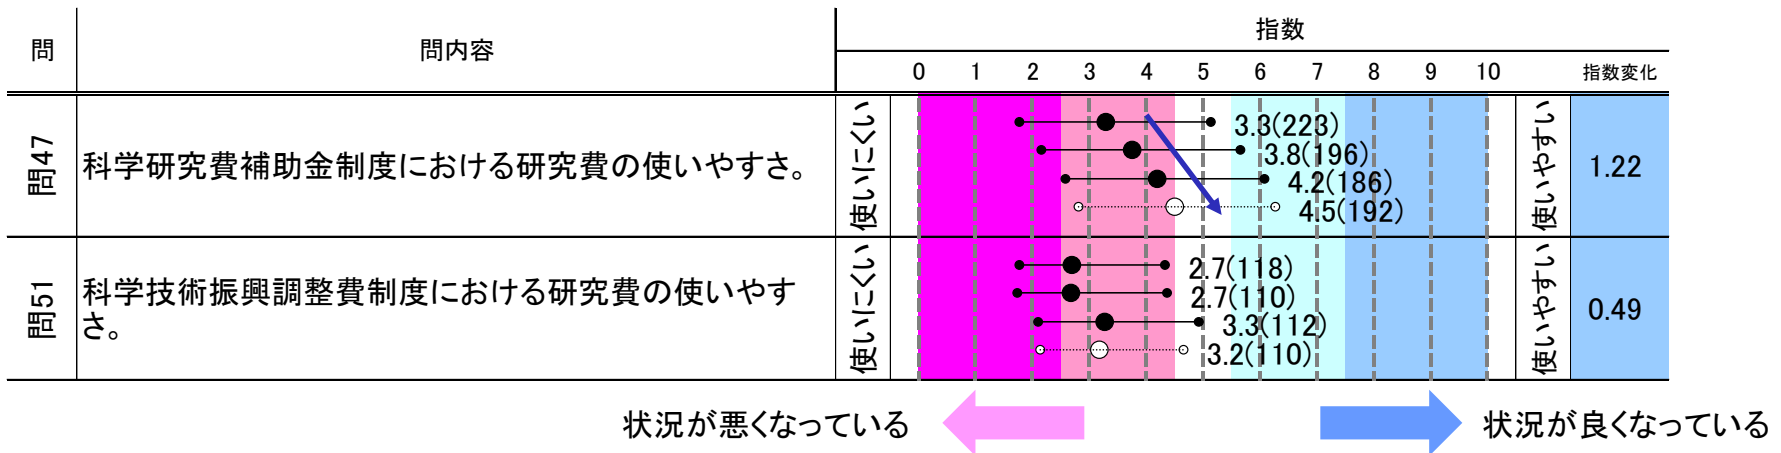 問
問内容
指数
0 1 2 3 4 5 6 7 8 9 10
指数変化
問47
科学研究費補助金制度における研究費の使いやすさ。
使いにくい
3.3(223)
3.8(196)
4.2(186)
4.5(192)
使いやすい
1.22
問51
科学技術振興調整費制度における研究費の使いやす
さ。
使いにくい
2.7(118)
2.7(110)
3.3(112)
3.2(110)
使いやすい
0.49
状況が悪くなっている
状況が良くなっている